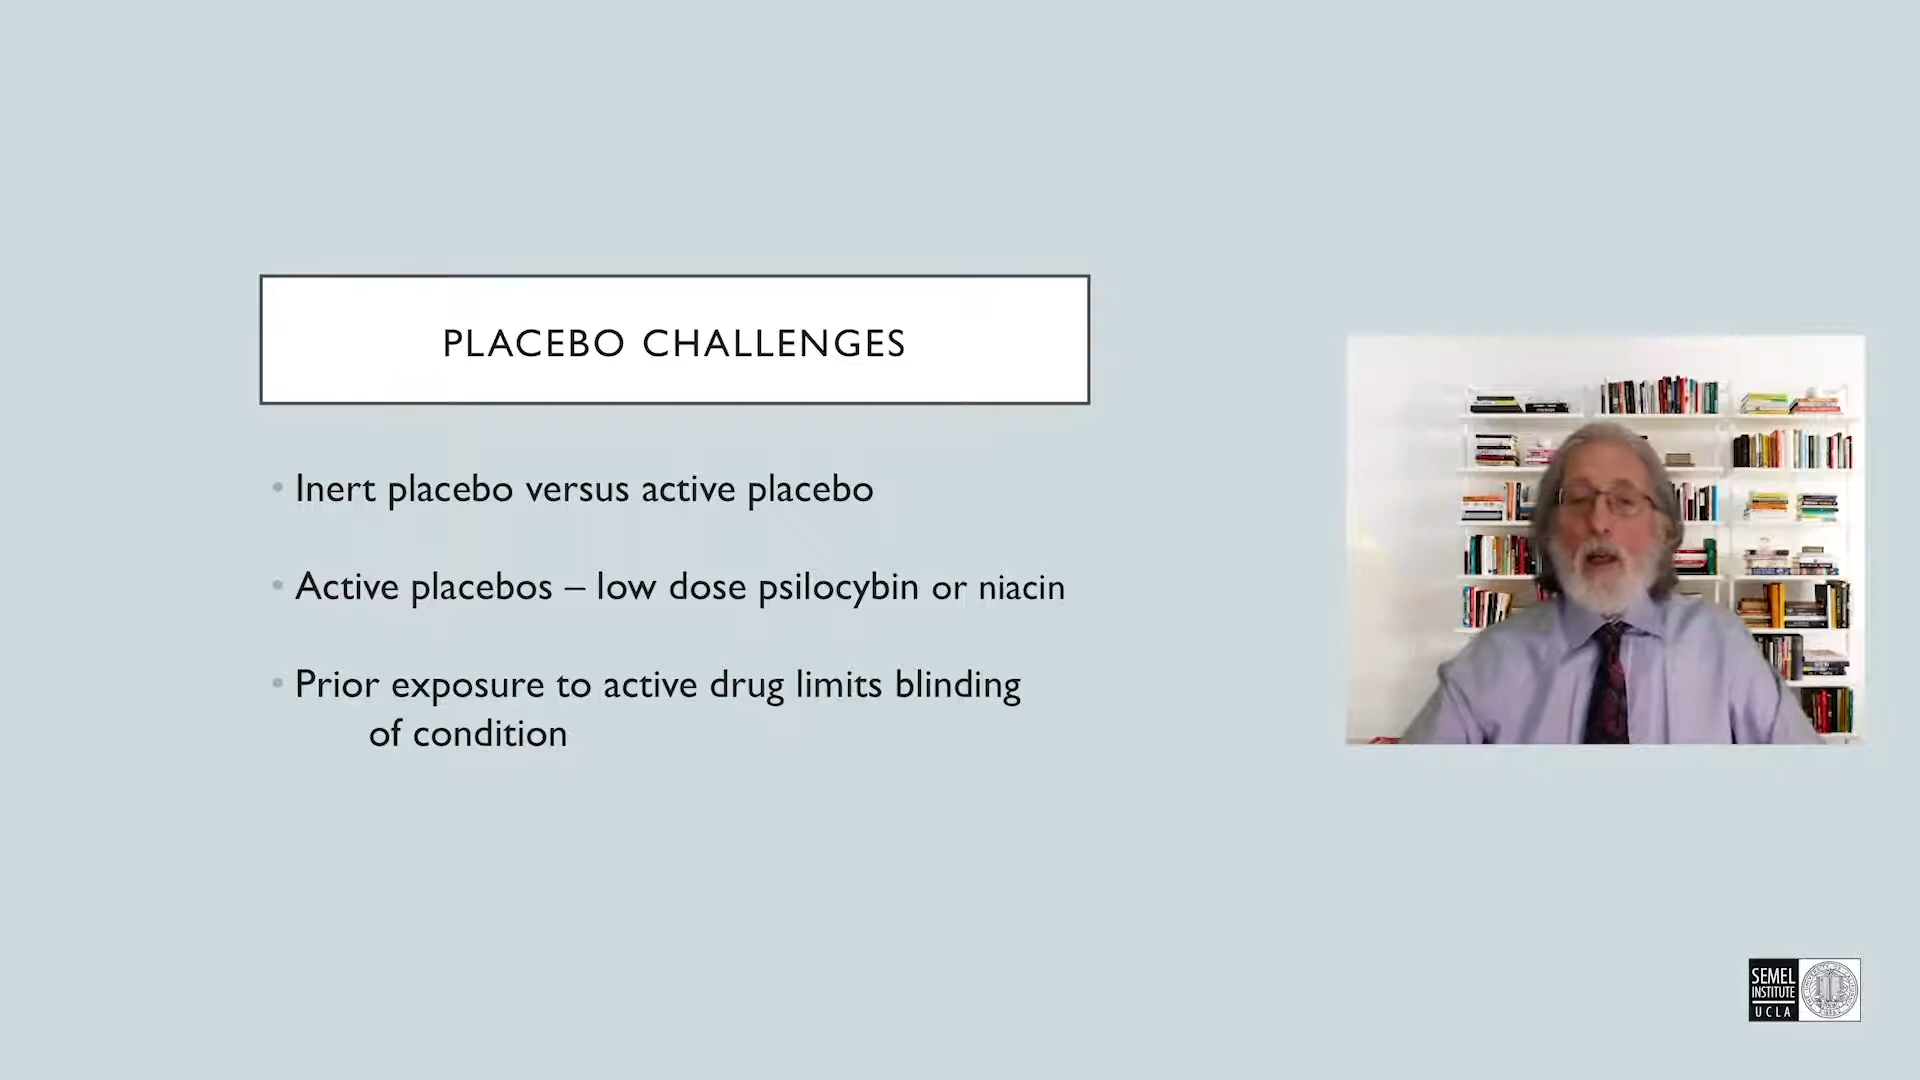 PLACEBO CHALLENGES
• Inert placebo versus active placebo
• Active placebos – low dose psilocybin or niacin
• Prior exposure to active drug limits blinding
of condition
SEMEL
INSTITUTE
UCLA